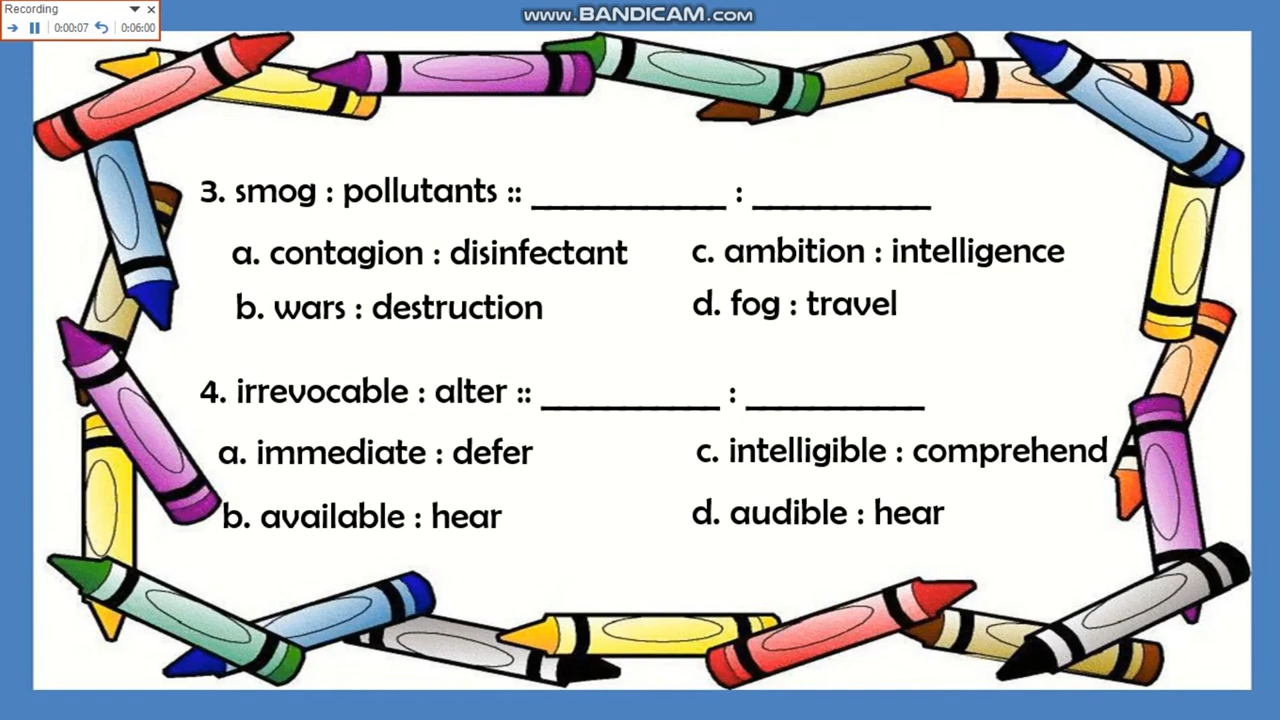 Recording
www.BANDICAM.com
0:00:07
0:06:00
3. smog : pollutants :: ____________ : ___________
a. contagion : disinfectant
c. ambition : intelligence
b. wars : destruction
d. fog : travel
4. irrevocable : alter :: ___________ : ___________
a. immediate : defer
c. intelligible : comprehend
b. available : hear
d. audible : hear